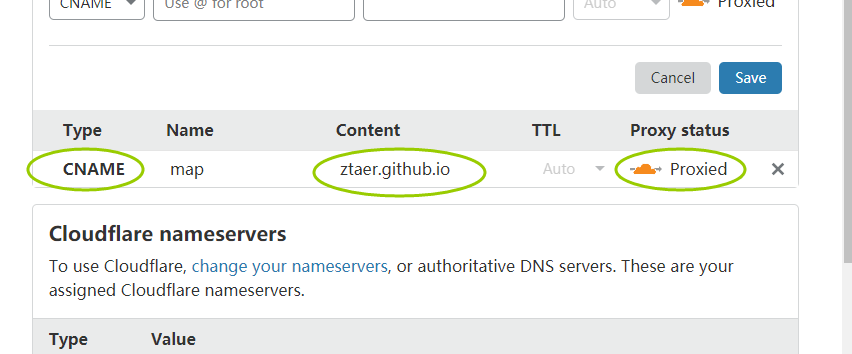 CNAME Use @ for root Auto Proxied
Cancel Save
Type Name Content TTL Proxy status
CNAME map ztaer.github.io Auto Proxied
Cloudflare nameservers
To use Cloudflare, change your nameservers, or authoritative DNS servers. These are your
assigned Cloudflare nameservers.
Type Value